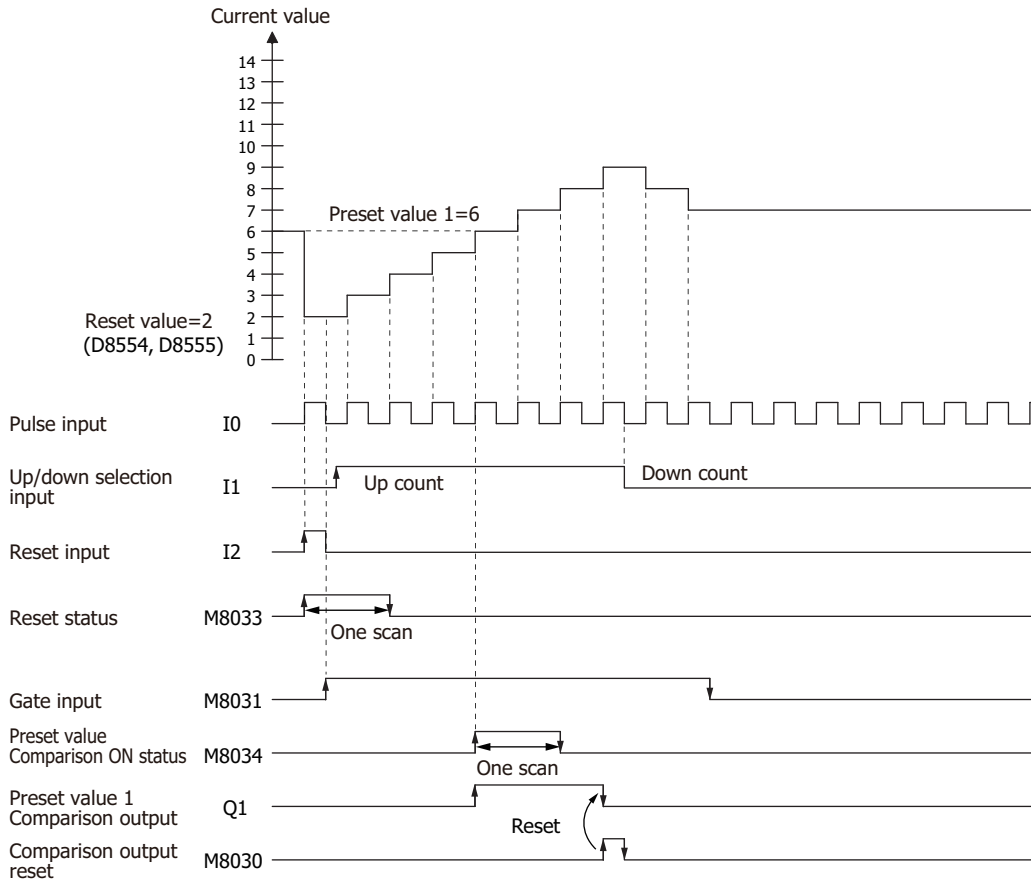 Current value
14
13
12
11
10
9
8
7
6
5
4
3
2
1
0
Preset value 1=6
Reset value=2
(D8554, D8555)
Pulse input I0
Up/down selection
input I1
Up count
Down count
Reset input I2
Reset status M8033
One scan
Gate input M8031
Preset value
Comparison ON status M8034
One scan
Preset value 1
Comparison output Q1
Reset
Comparison output
reset M8030